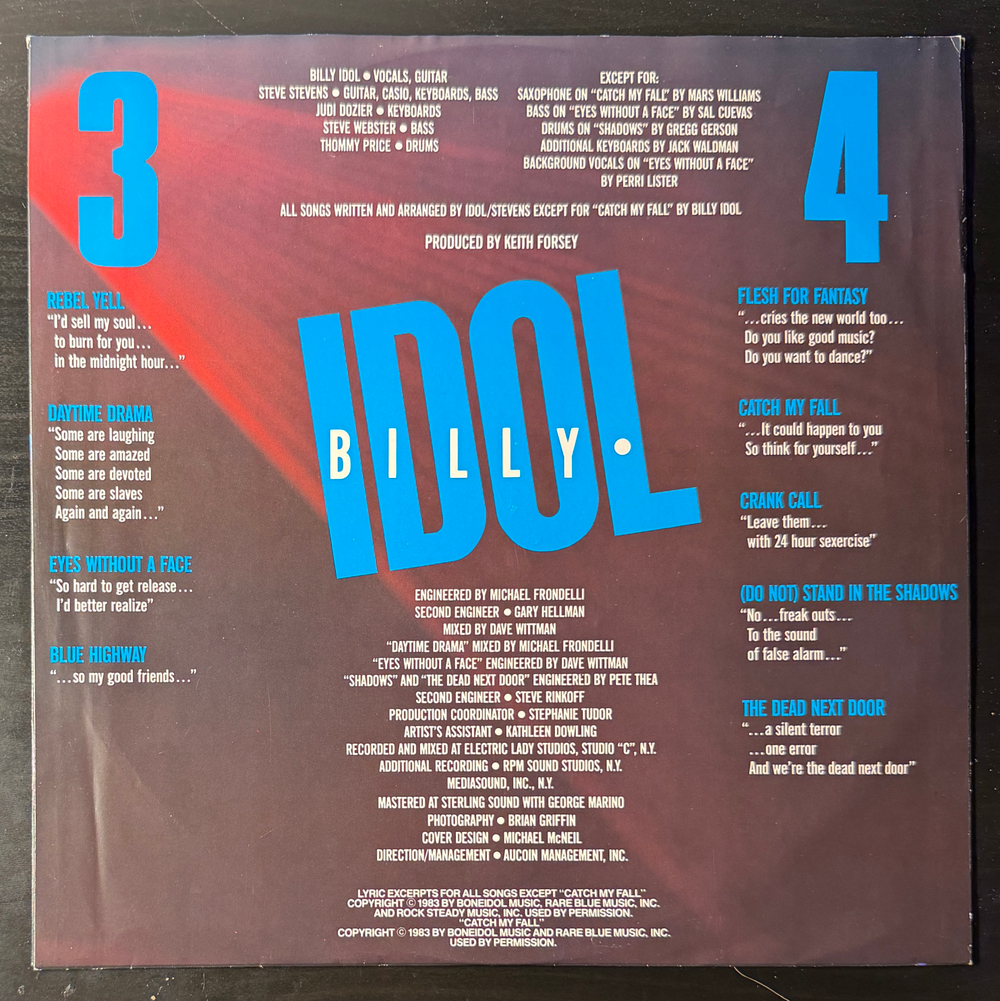 3
4
BILLY IDOL • VOCALS, GUITAR
STEVE STEVENS • GUITAR, CASIO, KEYBOARDS, BASS
JUDI DOZIER • KEYBOARDS
STEVE WEBSTER • BASS
THOMMY PRICE • DRUMS
EXCEPT FOR:
SAXOPHONE ON "CATCH MY FALL" BY MARS WILLIAMS
BASS ON "EYES WITHOUT A FACE" BY SAL CUEVAS
DRUMS ON "SHADOWS" BY GREGG GERSON
ADDITIONAL KEYBOARDS BY JACK WALDMAN
BACKGROUND VOCALS ON "EYES WITHOUT A FACE"
BY PERRI LISTER
ALL SONGS WRITTEN AND ARRANGED BY IDOL/STEVENS EXCEPT FOR "CATCH MY FALL" BY BILLY IDOL
PRODUCED BY KEITH FORSEY
REBEL YELL
"I'd sell my soul...
to burn for you...
in the midnight hour..."
DAYTIME DRAMA
"Some are laughing
Some are amazed
Some are devoted
Some are slaves
Again and again..."
EYES WITHOUT A FACE
"So hard to get release...
I'd better realize"
BLUE HIGHWAY
"...so my good friends..."
IDOL
BILLY •
FLESH FOR FANTASY
"...cries the new world too...
Do you like good music?
Do you want to dance?"
CATCH MY FALL
"...It could happen to you
So think for yourself..."
CRANK CALL
"Leave them...
with 24 hour sexercise"
(DO NOT) STAND IN THE SHADOWS
"No...freak outs...
To the sound
of false alarm..."
THE DEAD NEXT DOOR
"...a silent terror
...one error
And we're the dead next door"
ENGINEERED BY MICHAEL FRONDELLI
SECOND ENGINEER • GARY HELLMAN
MIXED BY DAVE WITTMAN
"DAYTIME DRAMA" MIXED BY MICHAEL FRONDELLI
"EYES WITHOUT A FACE" ENGINEERED BY DAVE WITTMAN
"SHADOWS" AND "THE DEAD NEXT DOOR" ENGINEERED BY PETE THEA
SECOND ENGINEER • STEVE RINKOFF
PRODUCTION COORDINATOR • STEPHANIE TUDOR
ARTIST'S ASSISTANT • KATHLEEN DOWLING
RECORDED AND MIXED AT ELECTRIC LADY STUDIOS, STUDIO "C", N.Y.
ADDITIONAL RECORDING • RPM SOUND STUDIOS, N.Y.
MEDIASOUND, INC., N.Y.
MASTERED AT STERLING SOUND WITH GEORGE MARINO
PHOTOGRAPHY • BRIAN GRIFFIN
COVER DESIGN • MICHAEL McNEIL
DIRECTION/MANAGEMENT • AUCOIN MANAGEMENT, INC.
LYRIC EXCERPTS FOR ALL SONGS EXCEPT "CATCH MY FALL"
COPYRIGHT © 1983 BY BONEIDOL MUSIC, RARE BLUE MUSIC, INC.
AND ROCK STEADY MUSIC, INC. USED BY PERMISSION.
"CATCH MY FALL"
COPYRIGHT © 1983 BY BONEIDOL MUSIC AND RARE BLUE MUSIC, INC.
USED BY PERMISSION.